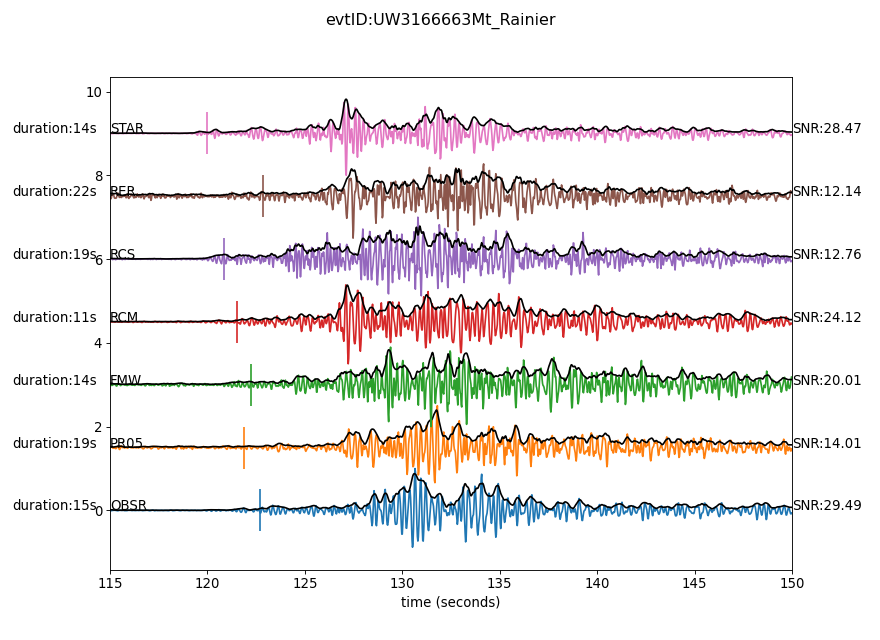 evtID:UW3166663Mt_Rainier
10
duration:14s STAR SNR:28.47
8
duration:22s RER SNR:12.14
duration:19s RCS SNR:12.76
6
duration:11s RCM SNR:24.12
4
duration:14s FMW SNR:20.01
2
duration:19s PR05 SNR:14.01
duration:15s OBSR SNR:29.49
0
115 120 125 130 135 140 145 150
time (seconds)